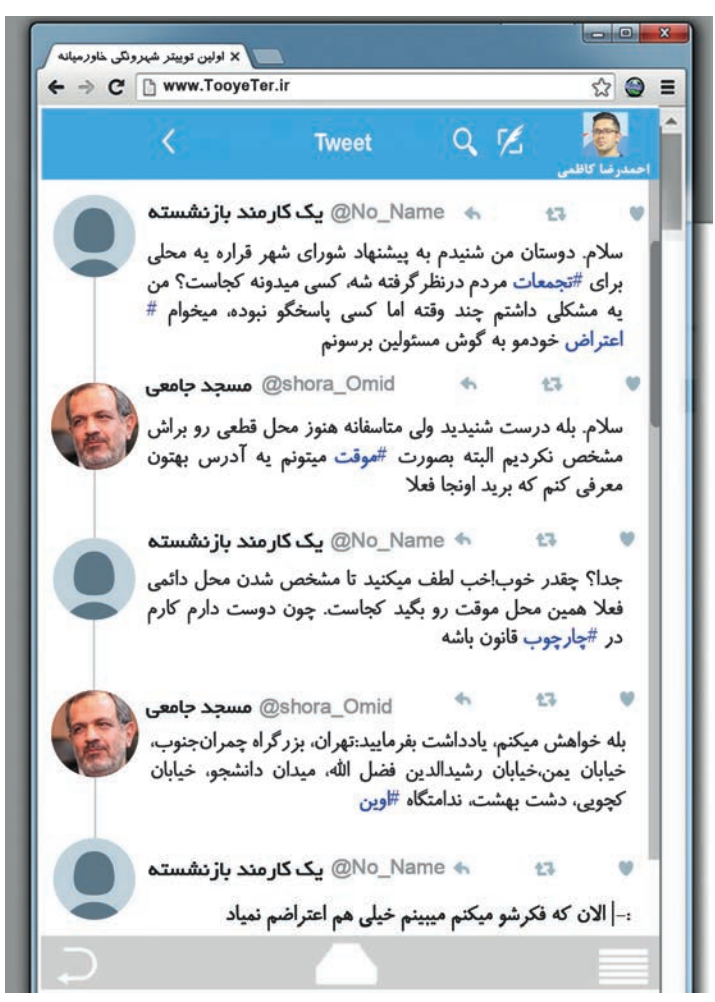 اولین توییتر شهرونگی خاورمیانه
www.TooyeTer.ir
Tweet
احمدرضا کاظمی
یک کارمند بازنشسته @No_Name
سلام. دوستان من شنیدم به پیشنهاد شورای شهر قراره یه محلی
برای #تجمعات مردم درنظر گرفته شه، کسی میدونه کجاست؟ من
یه مشکلی داشتم چند وقته اما کسی پاسخگو نبوده، میخوام #
اعتراض خودمو به گوش مسئولین برسونم
مسجد جامعی @shora_Omid
سلام. بله درست شنیدید ولی متاسفانه هنوز محل قطعی رو براش
مشخص نکردیم البته بصورت #موقت میتونم یه آدرس بهتون
معرفی کنم که برید اونجا فعلا
یک کارمند بازنشسته @No_Name
جدا؟ چقدر خوب!خب لطف میکنید تا مشخص شدن محل دائمی
فعلا همین محل موقت رو بگید کجاست. چون دوست دارم کارم
در #چارچوب قانون باشه
مسجد جامعی @shora_Omid
بله خواهش میکنم، یادداشت بفرمایید:تهران، بزرگراه چمران‌جنوب،
خیابان یمن،خیابان رشیدالدین فضل الله، میدان دانشجو، خیابان
کچویی، دشت بهشت، ندامتگاه #اوین
یک کارمند بازنشسته @No_Name
:-| الان که فکرشو میکنم میبینم خیلی هم اعتراضم نمیاد